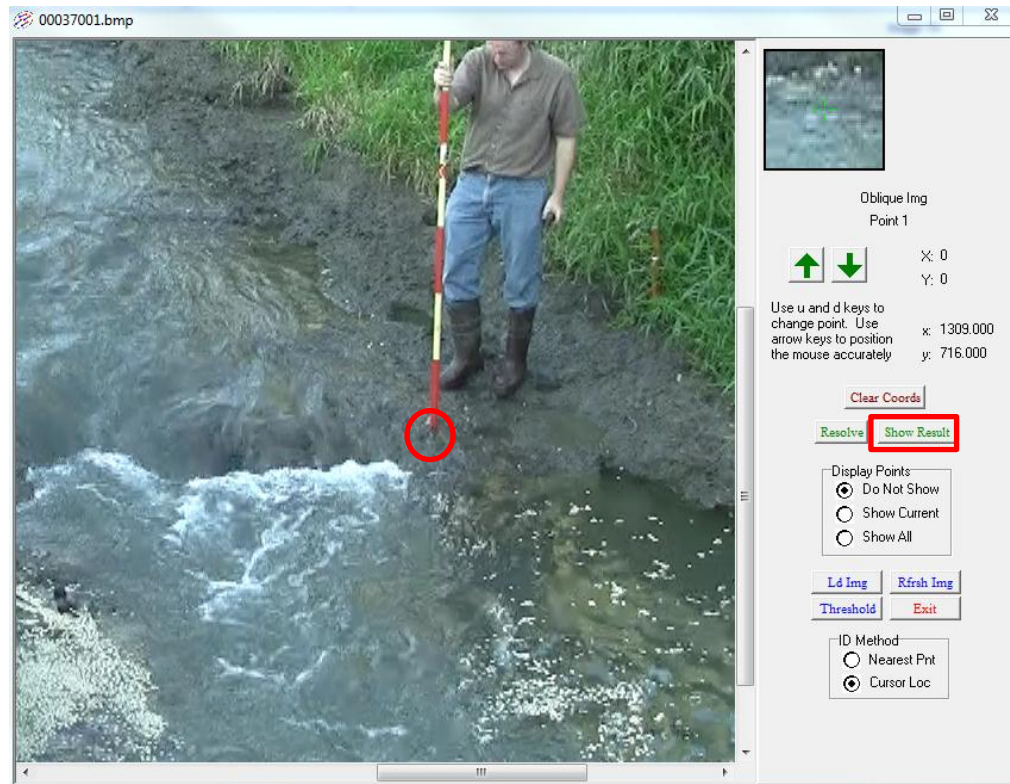 00037001.bmp
Oblique Img
Point 1
X: 0
Y: 0
Use u and d keys to
change point. Use
arrow keys to position
the mouse accurately
x: 1309.000
y: 716.000
Clear Coords
Resolve
Show Result
Display Points
Do Not Show
Show Current
Show All
Ld Img
Rfrsh Img
Threshold
Exit
ID Method
Nearest Pnt
Cursor Loc